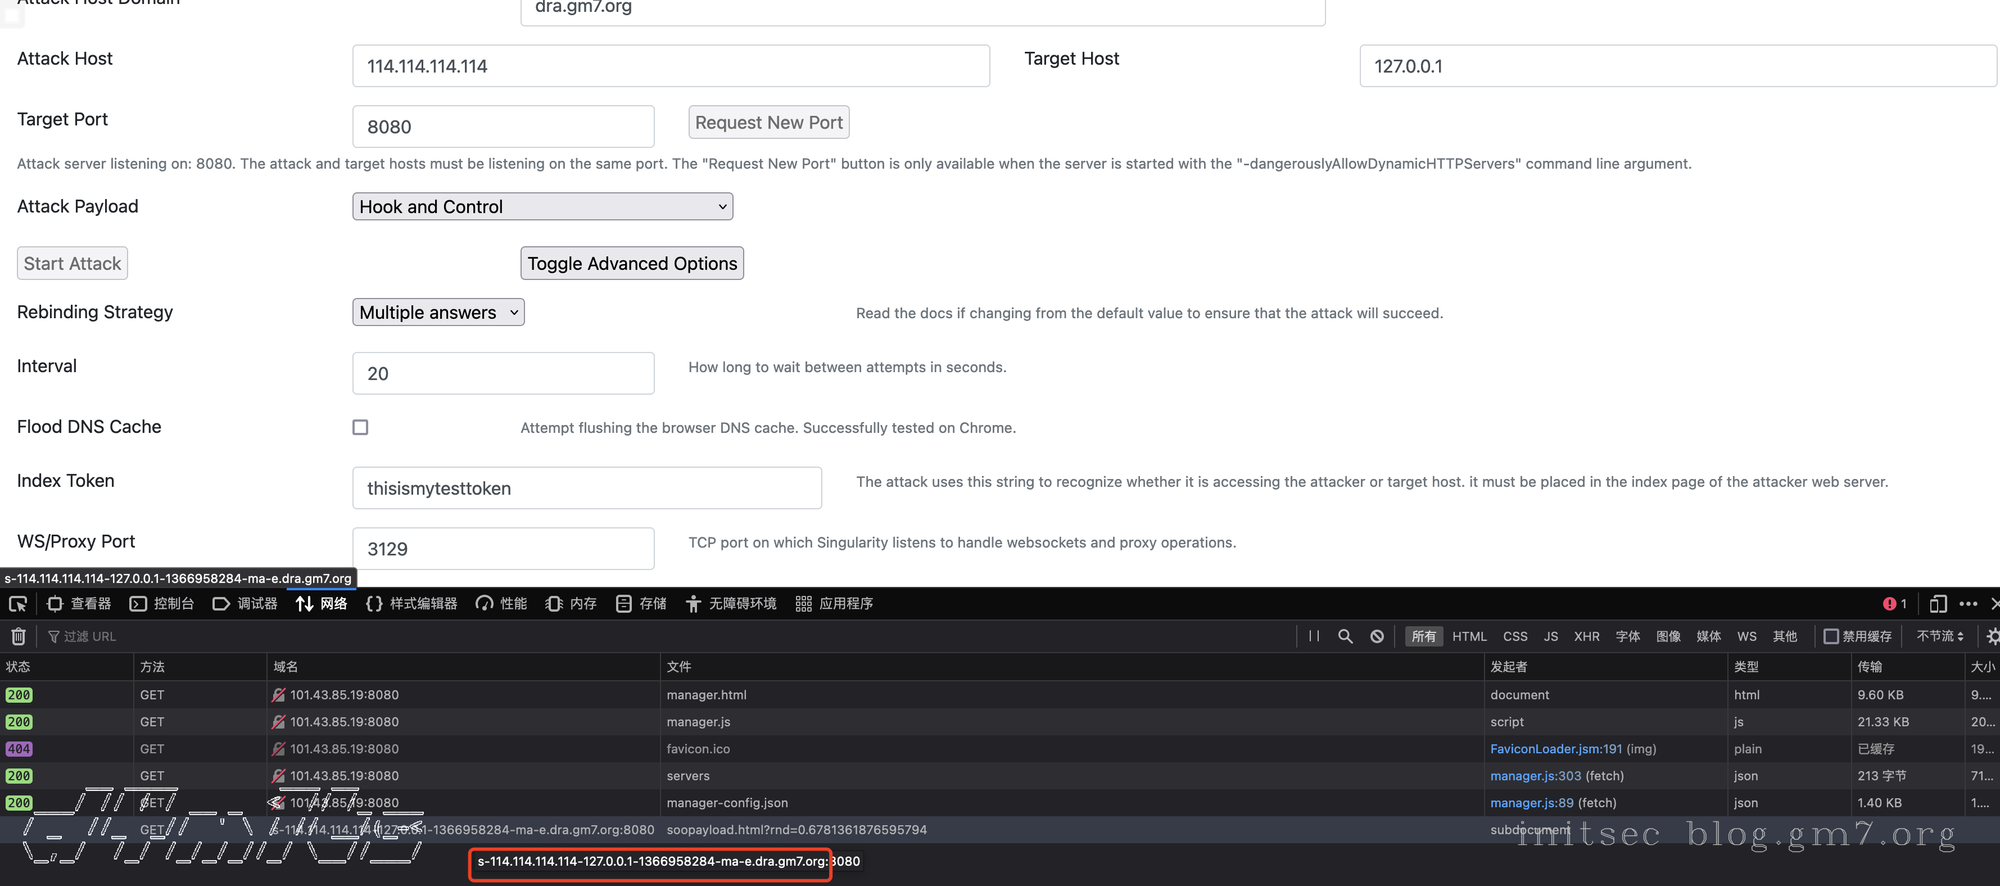 Attack Host Domain
dra.gm7.org
Attack Host
114.114.114.114
Target Host
127.0.0.1
Target Port
8080
Request New Port
Attack server listening on: 8080. The attack and target hosts must be listening on the same port. The "Request New Port" button is only available when the server is started with the "-dangerouslyAllowDynamicHTTPServers" command line argument.
Attack Payload
Hook and Control
Start Attack
Toggle Advanced Options
Rebinding Strategy
Multiple answers
Read the docs if changing from the default value to ensure that the attack will succeed.
Interval
20
How long to wait between attempts in seconds.
Flood DNS Cache
Attempt flushing the browser DNS cache. Successfully tested on Chrome.
Index Token
thisismytesttoken
The attack uses this string to recognize whether it is accessing the attacker or target host. it must be placed in the index page of the attacker web server.
WS/Proxy Port
3129
TCP port on which Singularity listens to handle websockets and proxy operations.
s-114.114.114.114-127.0.0.1-1366958284-ma-e.dra.gm7.org
查看器 控制台 调试器 网络 样式编辑器 性能 内存 存储 无障碍环境 应用程序 1
过滤 URL 所有 HTML CSS JS XHR 字体 图像 媒体 WS 其他 禁用缓存 不节流
状态 方法 域名 文件 发起者 类型 传输 大小
200 GET 101.43.85.19:8080 manager.html document html 9.60 KB 9....
200 GET 101.43.85.19:8080 manager.js script js 21.33 KB 20...
404 GET 101.43.85.19:8080 favicon.ico FaviconLoader.jsm:191 (img) plain 已缓存 19...
200 GET 101.43.85.19:8080 servers manager.js:303 (fetch) json 213 字节 71...
200 GET 101.43.85.19:8080 manager-config.json manager.js:89 (fetch) json 1.40 KB 1....
GET s-114.114.114.114-127.0.0.1-1366958284-ma-e.dra.gm7.org:8080 soopayload.html?rnd=0.6781361876595794 subdocument
initsec blog.gm7.org
s-114.114.114.114-127.0.0.1-1366958284-ma-e.dra.gm7.org:8080